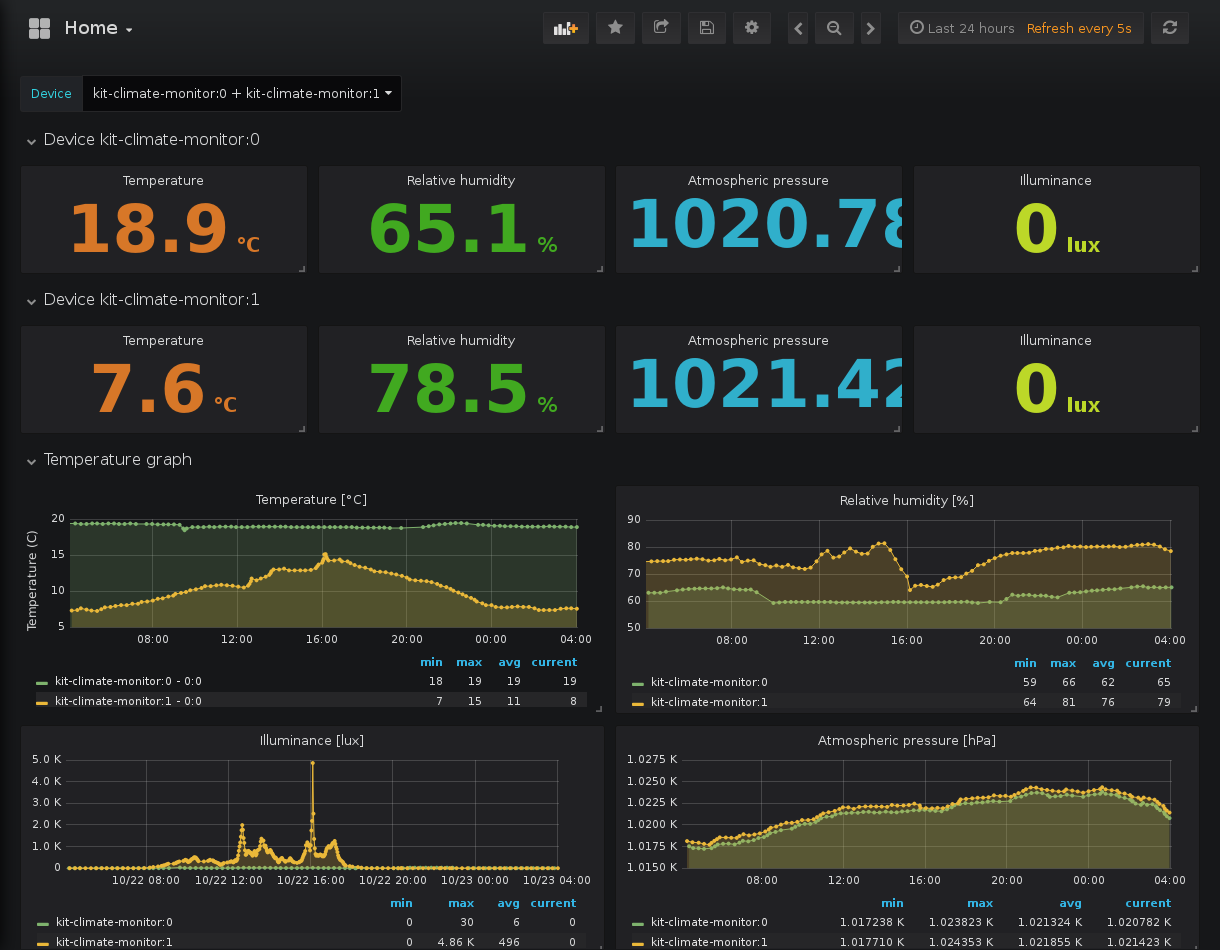 Home
Last 24 hours Refresh every 5s
Device kit-climate-monitor:0 + kit-climate-monitor:1
Device kit-climate-monitor:0
Temperature Relative humidity Atmospheric pressure Illuminance
18.9 °C 65.1 % 1020.78 0 lux
Device kit-climate-monitor:1
Temperature Relative humidity Atmospheric pressure Illuminance
7.6 °C 78.5 % 1021.42 0 lux
Temperature graph
Temperature [°C]
Temperature (C)
20
15
10
5
08:00 12:00 16:00 20:00 00:00 04:00
min max avg current
kit-climate-monitor:0 - 0:0 18 19 19 19
kit-climate-monitor:1 - 0:0 7 15 11 8
Relative humidity [%]
90
80
70
60
50
08:00 12:00 16:00 20:00 00:00 04:00
min max avg current
kit-climate-monitor:0 59 66 62 65
kit-climate-monitor:1 64 81 76 79
Illuminance [lux]
5.0 K
4.0 K
3.0 K
2.0 K
1.0 K
0
10/22 08:00 10/22 12:00 10/22 16:00 10/22 20:00 10/23 00:00 10/23 04:00
min max avg current
kit-climate-monitor:0 0 30 6 0
kit-climate-monitor:1 0 4.86 K 496 0
Atmospheric pressure [hPa]
1.0275 K
1.0250 K
1.0225 K
1.0200 K
1.0175 K
1.0150 K
08:00 12:00 16:00 20:00 00:00 04:00
min max avg current
kit-climate-monitor:0 1.017238 K 1.023823 K 1.021324 K 1.020782 K
kit-climate-monitor:1 1.017710 K 1.024353 K 1.021855 K 1.021423 K